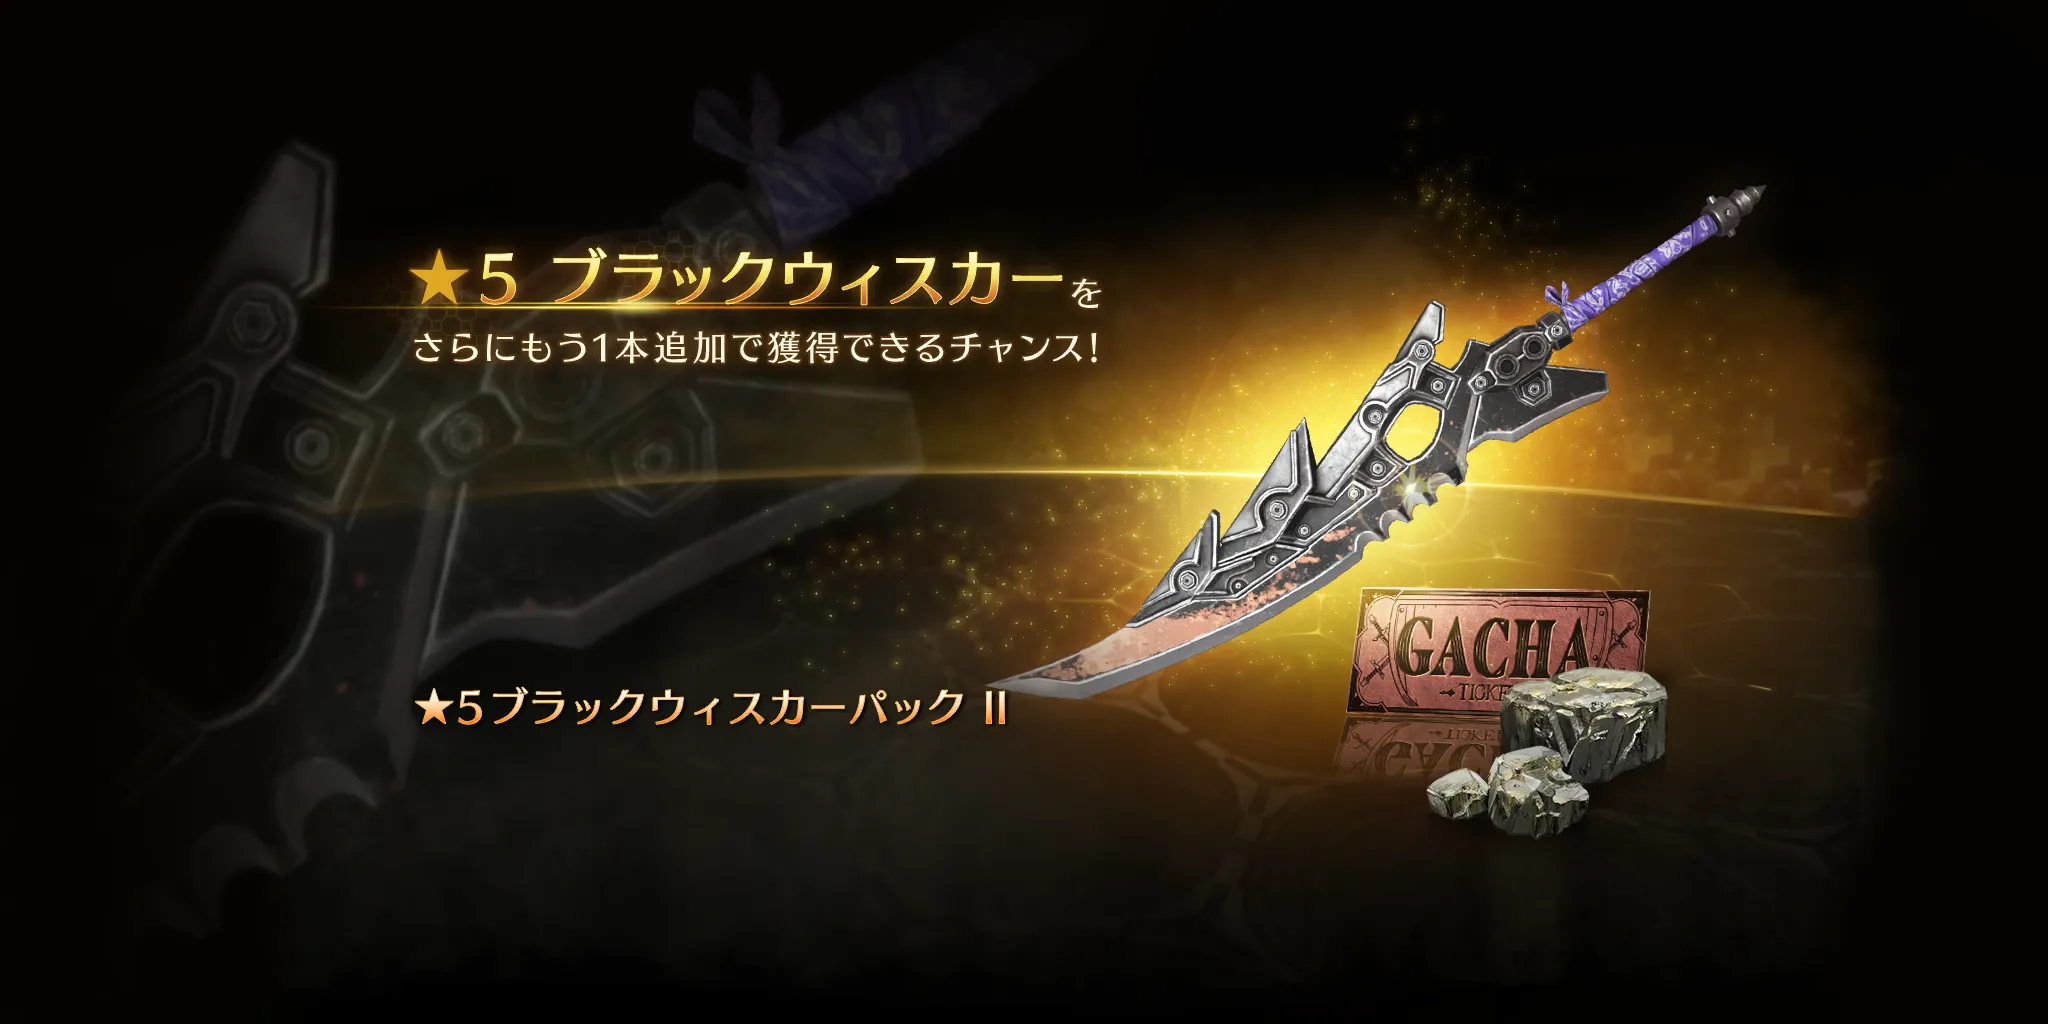 ★5 ブラックウィスカーを
さらにもう1本追加で獲得できるチャンス!
★5ブラックウィスカーパック II
GACHA